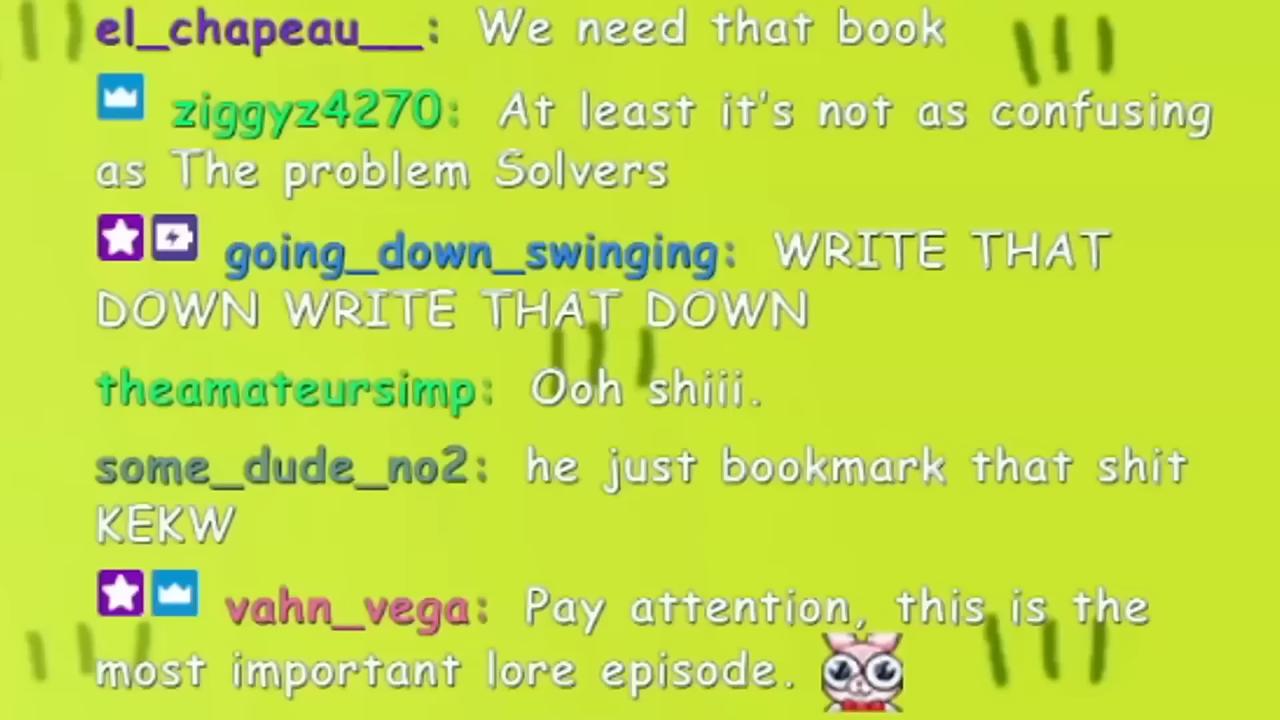 el_chapeau__: We need that book
ziggyz4270: At least it's not as confusing
as The problem Solvers
going_down_swinging: WRITE THAT
DOWN WRITE THAT DOWN
theamateursimp: Ooh shiii.
some_dude_no2: he just bookmark that shit
KEKW
vahn_vega: Pay attention, this is the
most important lore episode.